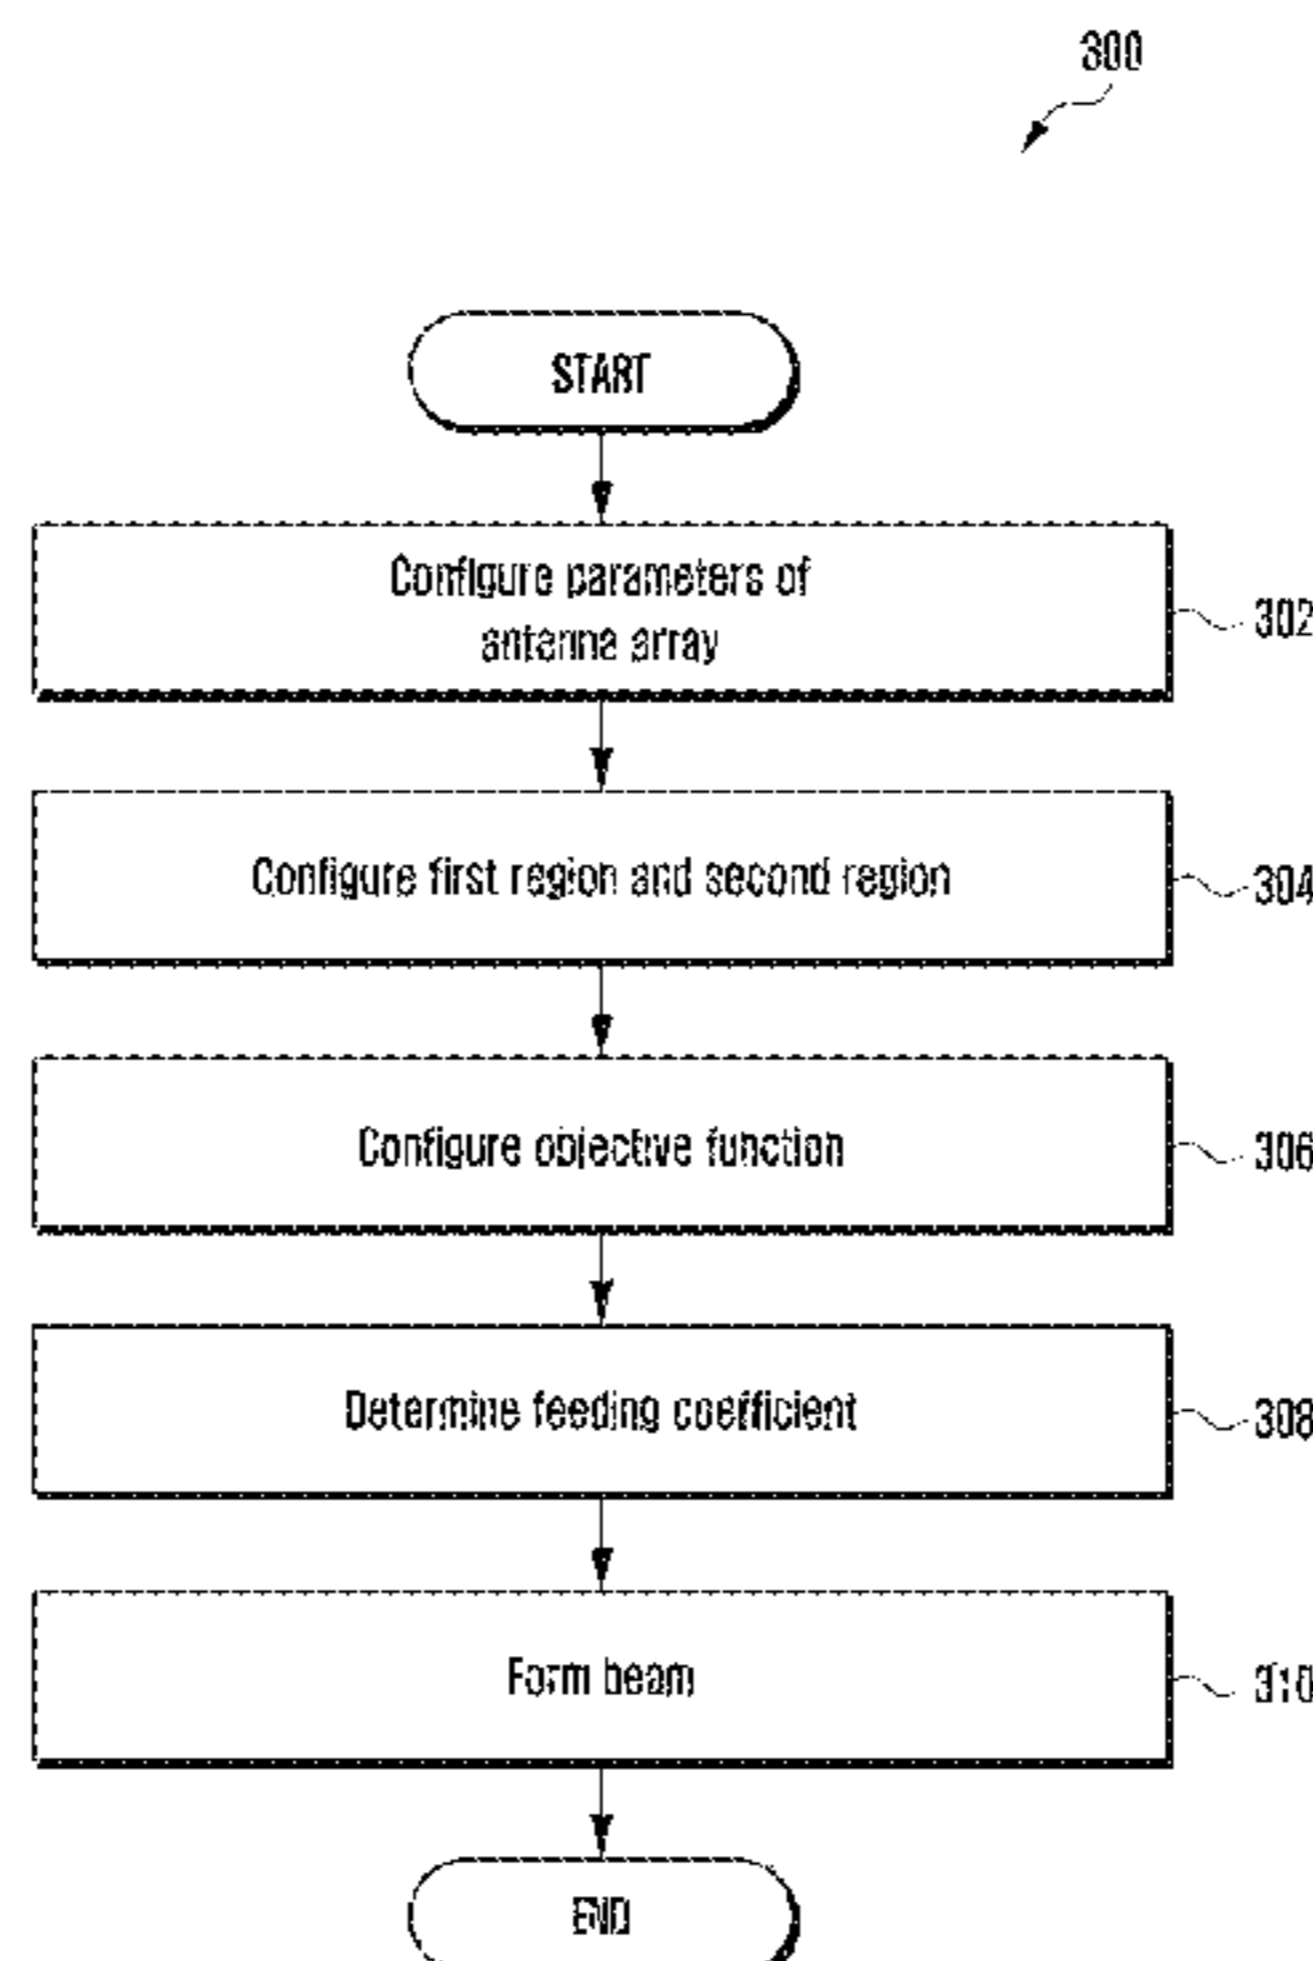 300
START
Configure parameters of
antenna array
302
Configure first region and second region
304
Configure objective function
306
Determine feeding coefficient
308
Form beam
310
END